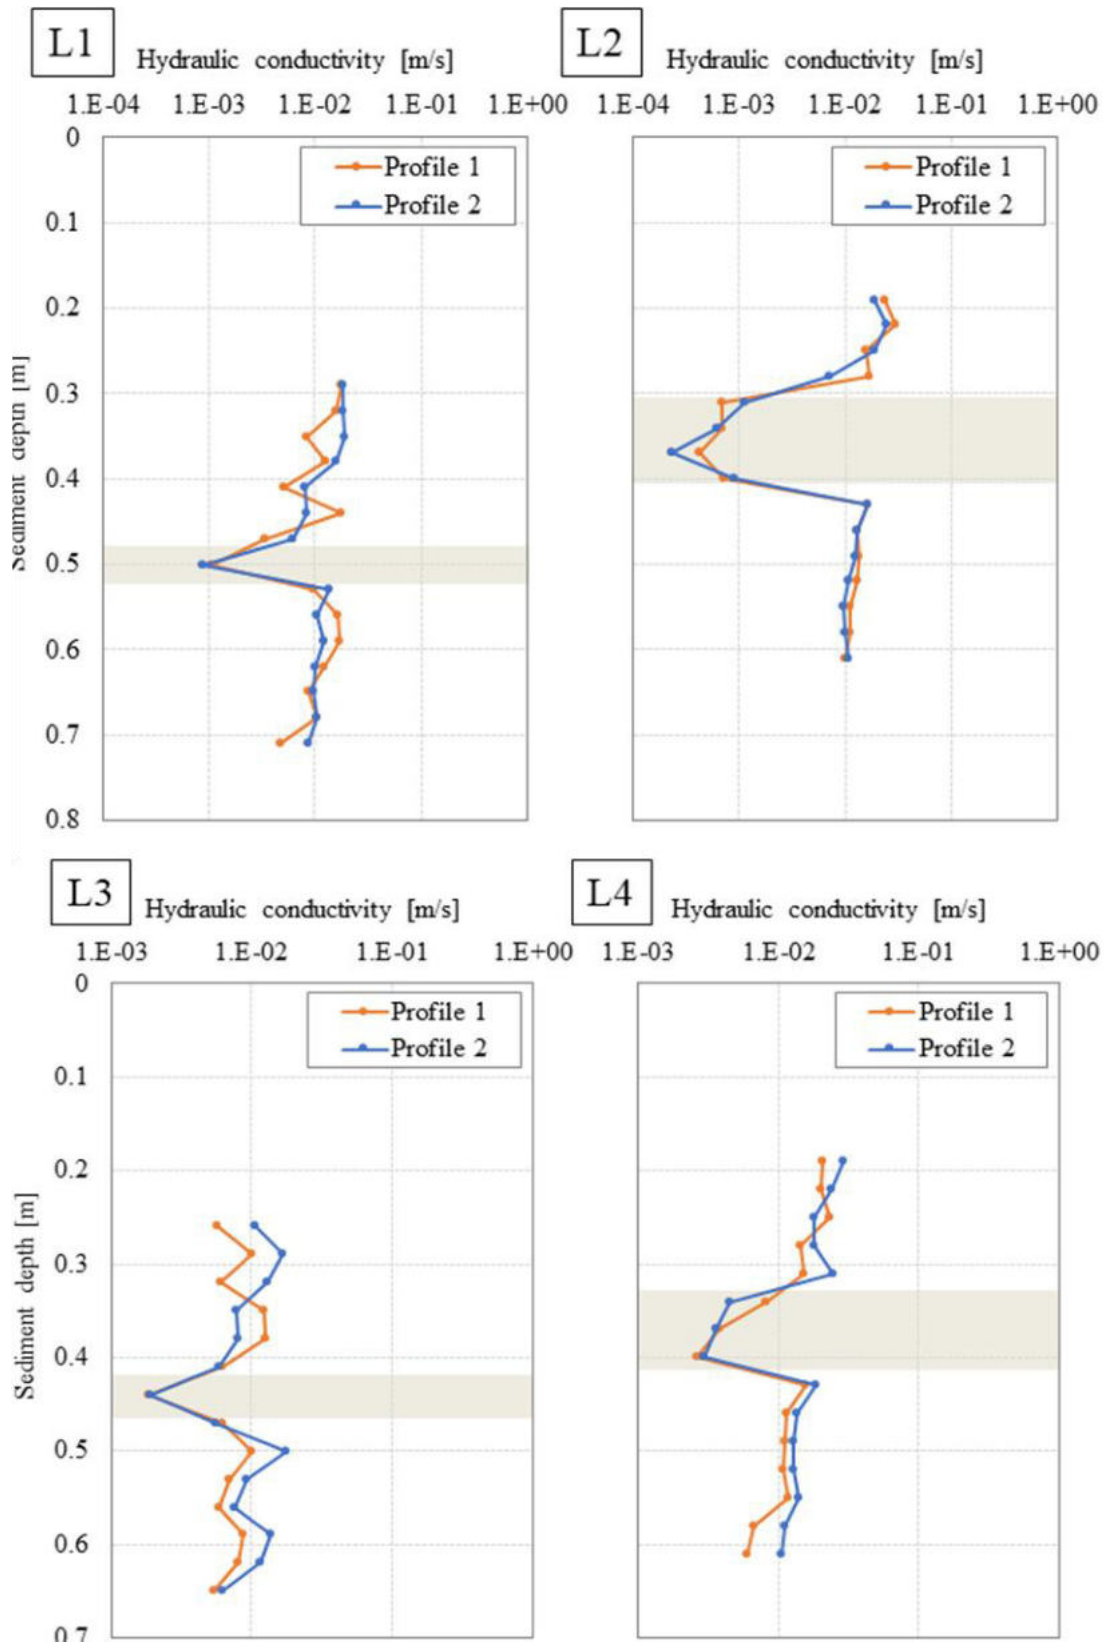 L1
Hydraulic conductivity [m/s]
1.E-04 1.E-03 1.E-02 1.E-01 1.E+00
0
0.1
0.2
0.3
0.4
0.5
0.6
0.7
0.8
Sediment depth [m]
Profile 1
Profile 2
L2
Hydraulic conductivity [m/s]
1.E-04 1.E-03 1.E-02 1.E-01 1.E+00
Profile 1
Profile 2
L3
Hydraulic conductivity [m/s]
1.E-03 1.E-02 1.E-01 1.E+00
0
0.1
0.2
0.3
0.4
0.5
0.6
0.7
Sediment depth [m]
Profile 1
Profile 2
L4
Hydraulic conductivity [m/s]
1.E-03 1.E-02 1.E-01 1.E+00
Profile 1
Profile 2